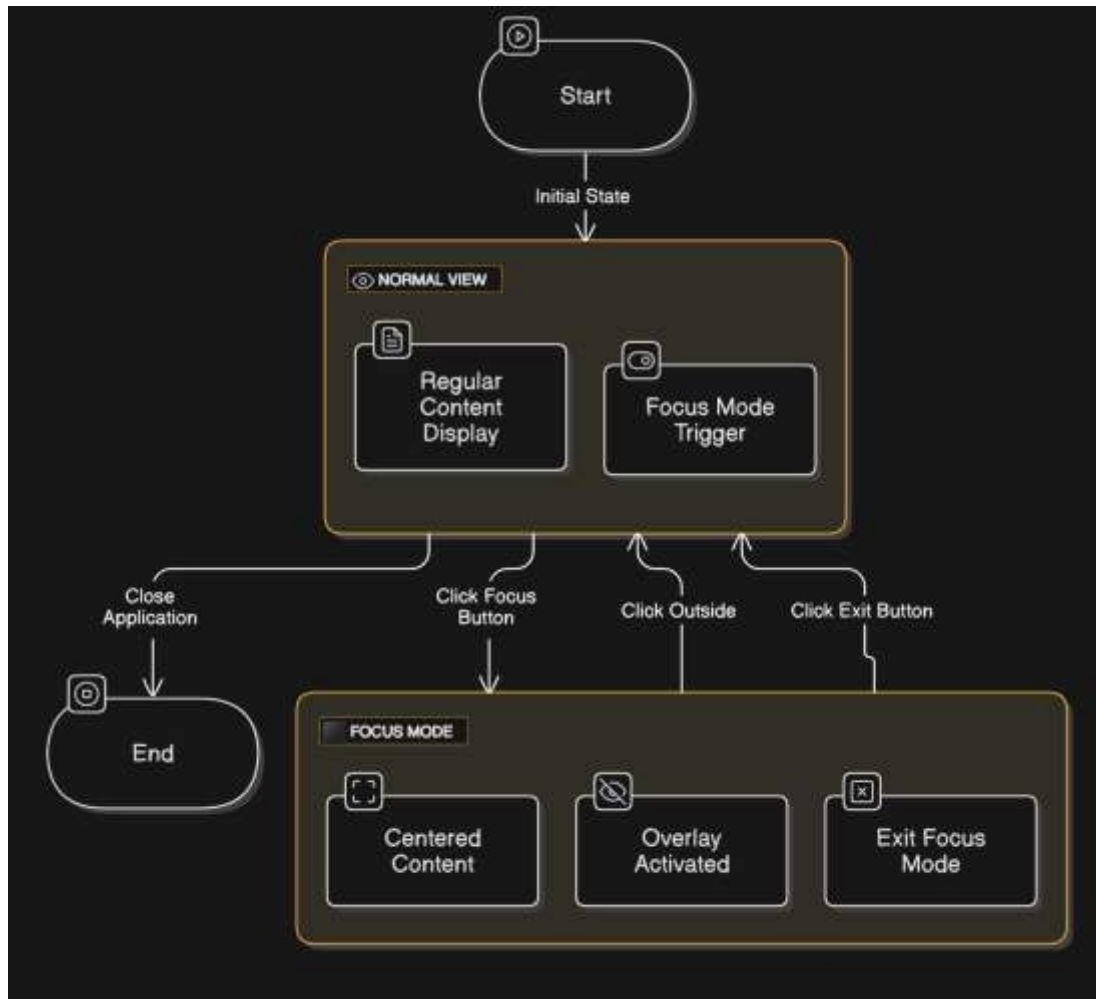 Start
Initial State
NORMAL VIEW
Regular
Content
Display
Focus Mode
Trigger
Close
Application
Click Focus
Button
Click Outside
Click Exit Button
End
FOCUS MODE
Centered
Content
Overlay
Activated
Exit Focus
Mode